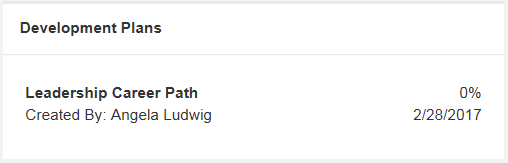 Development Plans
Leadership Career Path 0%
Created By: Angela Ludwig 2/28/2017